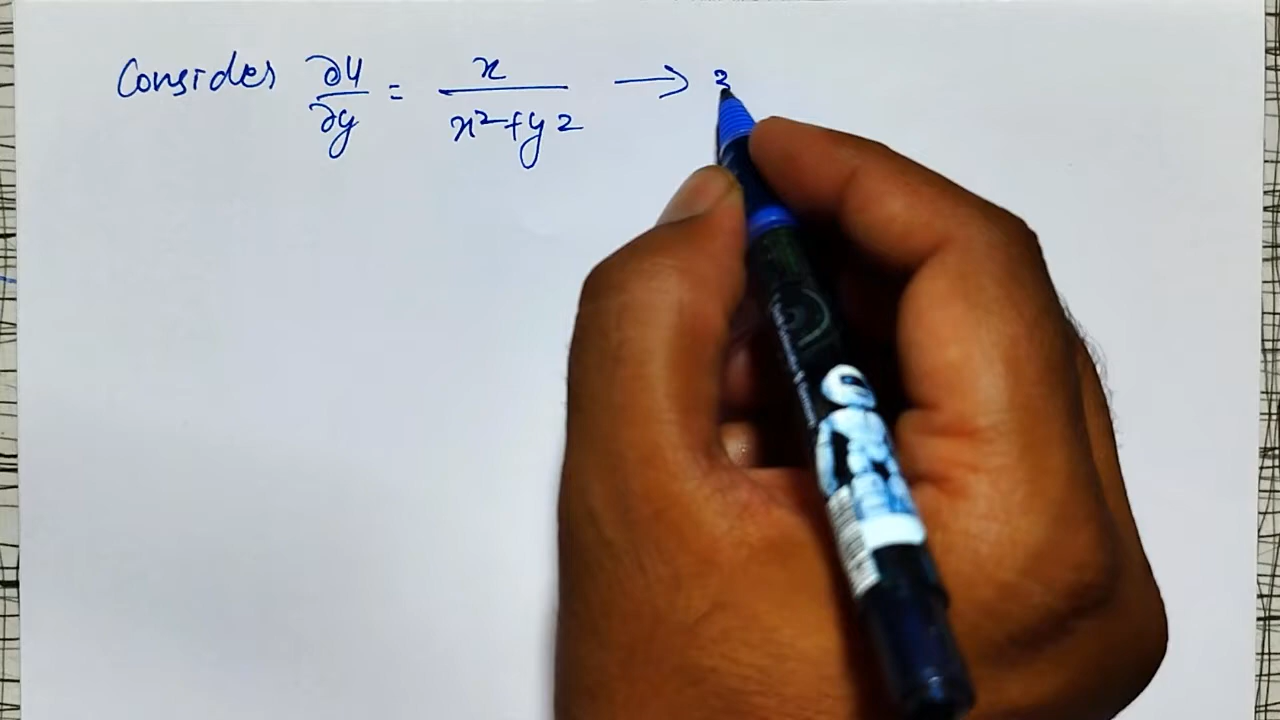 Consider ∂u/∂y = x/(x²+y²) → 3